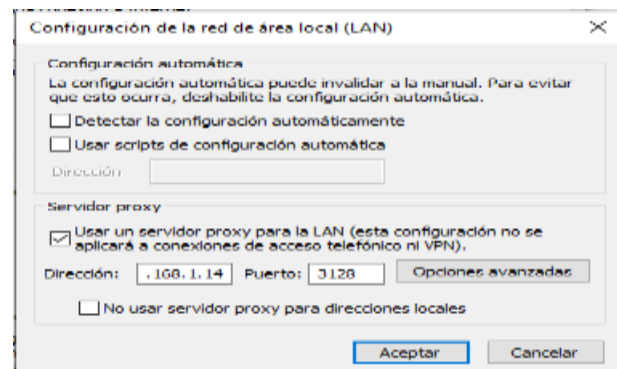 Configuración de la red de área local (LAN)
Configuración automática
La configuración automática puede invalidar a la manual. Para evitar
que esto ocurra, deshabilite la configuración automática.
Detectar la configuración automáticamente
Usar scripts de configuración automática
Dirección
Servidor proxy
Usar un servidor proxy para la LAN (esta configuración no se
aplicará a conexiones de acceso telefónico ni VPN).
Dirección: .168.1.14 Puerto: 3128 Opciones avanzadas
No usar servidor proxy para direcciones locales
Aceptar Cancelar